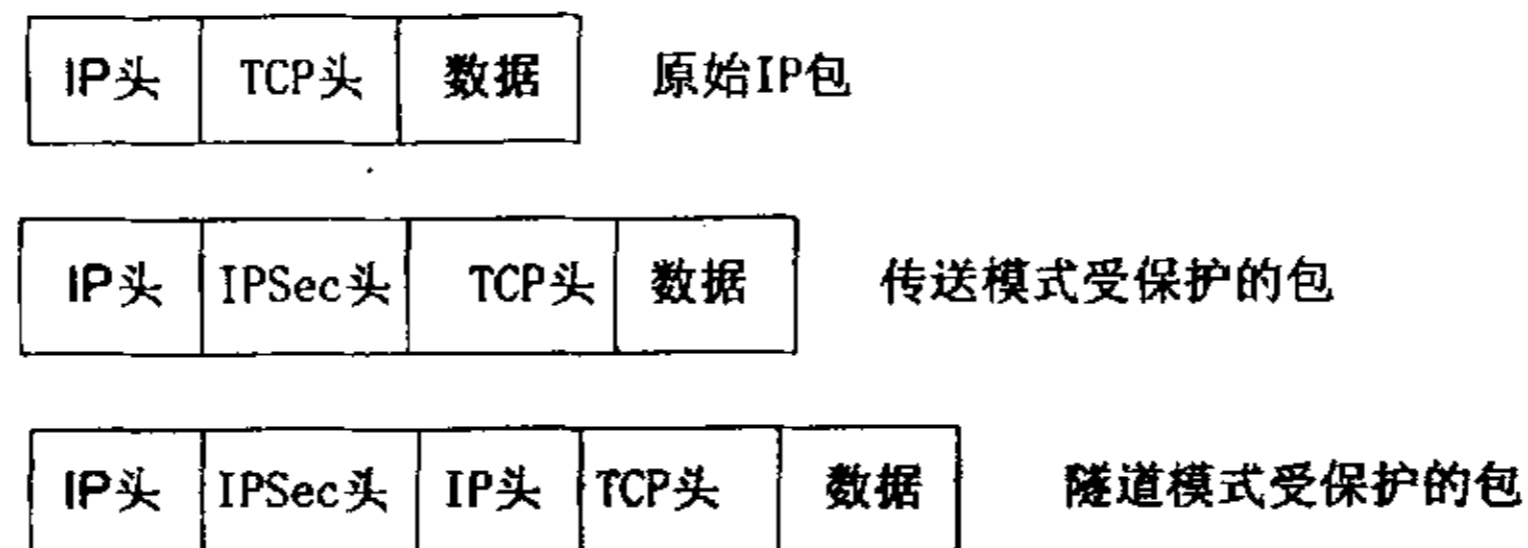 IP头 TCP头 数据 原始IP包
IP头 IPSec头 TCP头 数据 传送模式受保护的包
IP头 IPSec头 IP头 TCP头 数据 隧道模式受保护的包